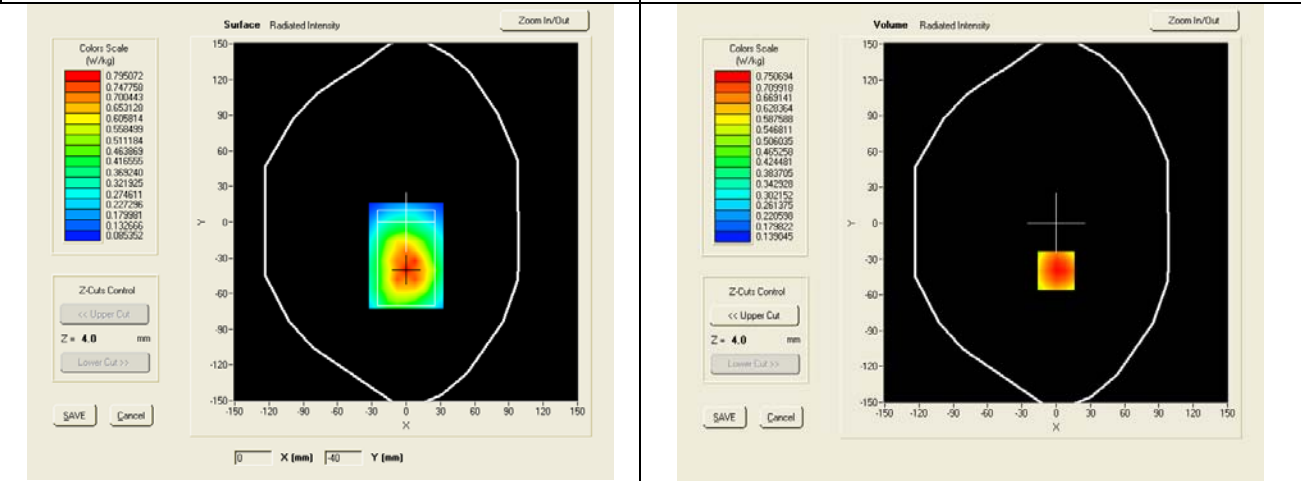 Surface Radiated Intensity
Zoom In/Out
Colors Scale
(W/kg)
0.795072
0.747758
0.700443
0.653128
0.605814
0.558499
0.511184
0.463869
0.416555
0.369240
0.321925
0.274611
0.227296
0.179981
0.132666
0.085352
Z-Cuts Control
<< Upper Cut
Z = 4.0 mm
Lower Cut >>
SAVE Cancel
150
120
90
60
30
0
-30
-60
-90
-120
-150
Y
-150 -120 -90 -60 -30 0 30 60 90 120 150
X
0 X (mm) -40 Y (mm)
Volume Radiated Intensity
Zoom In/Out
Colors Scale
(W/kg)
0.750694
0.709918
0.669141
0.628364
0.587588
0.546811
0.506035
0.465258
0.424481
0.383705
0.342928
0.302152
0.261375
0.220598
0.179822
0.139045
Z-Cuts Control
<< Upper Cut
Z = 4.0 mm
Lower Cut >>
SAVE Cancel
150
120
90
60
30
0
-30
-60
-90
-120
-150
Y
-150 -120 -90 -60 -30 0 30 60 90 120 150
X